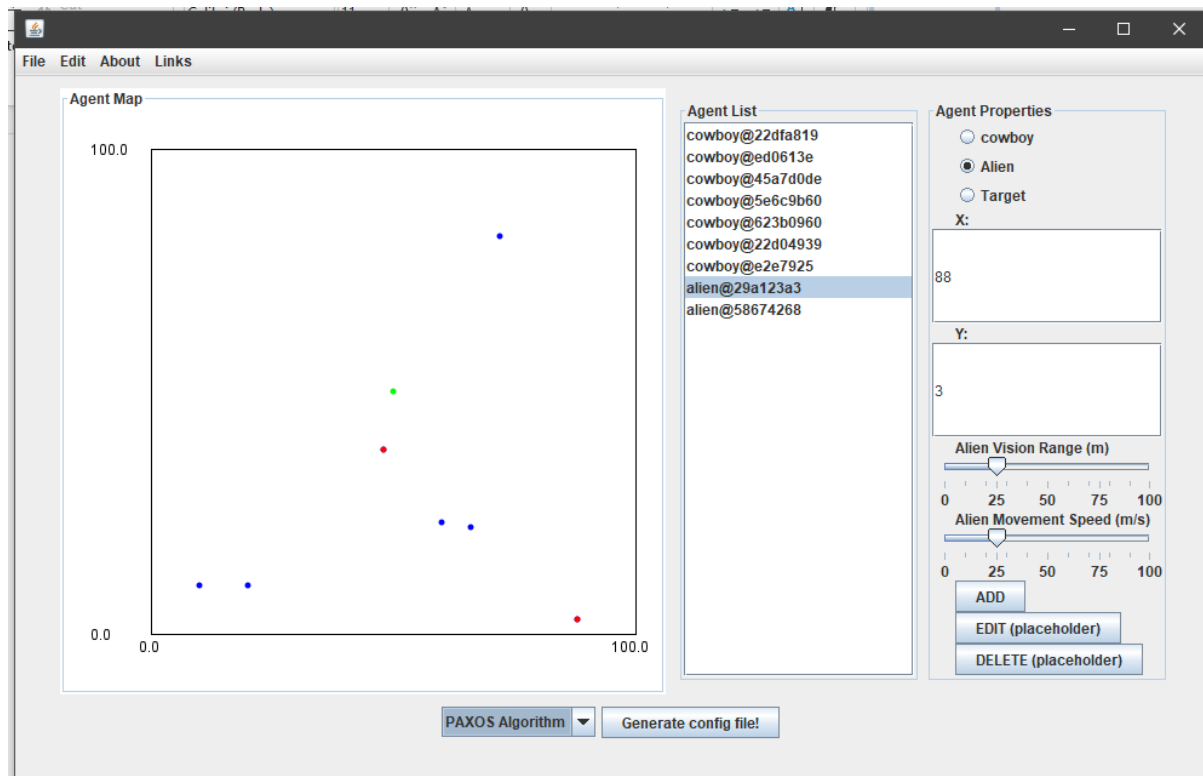 File Edit About Links
Agent Map
100.0
0.0
0.0
100.0
Agent List
cowboy@22dfa819
cowboy@ed0613e
cowboy@45a7d0de
cowboy@5e6c9b60
cowboy@623b0960
cowboy@22d04939
cowboy@e2e7925
alien@29a123a3
alien@58674268
Agent Properties
cowboy
Alien
Target
X:
88
Y:
3
Alien Vision Range (m)
0 25 50 75 100
Alien Movement Speed (m/s)
0 25 50 75 100
ADD
EDIT (placeholder)
DELETE (placeholder)
PAXOS Algorithm
Generate config file!